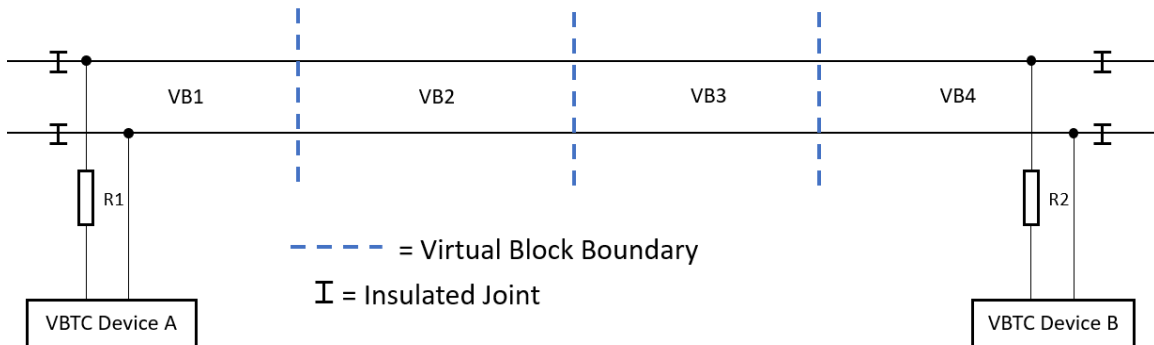 VB1
VB2
VB3
VB4
R1
R2
= Virtual Block Boundary
= Insulated Joint
VBTC Device A
VBTC Device B